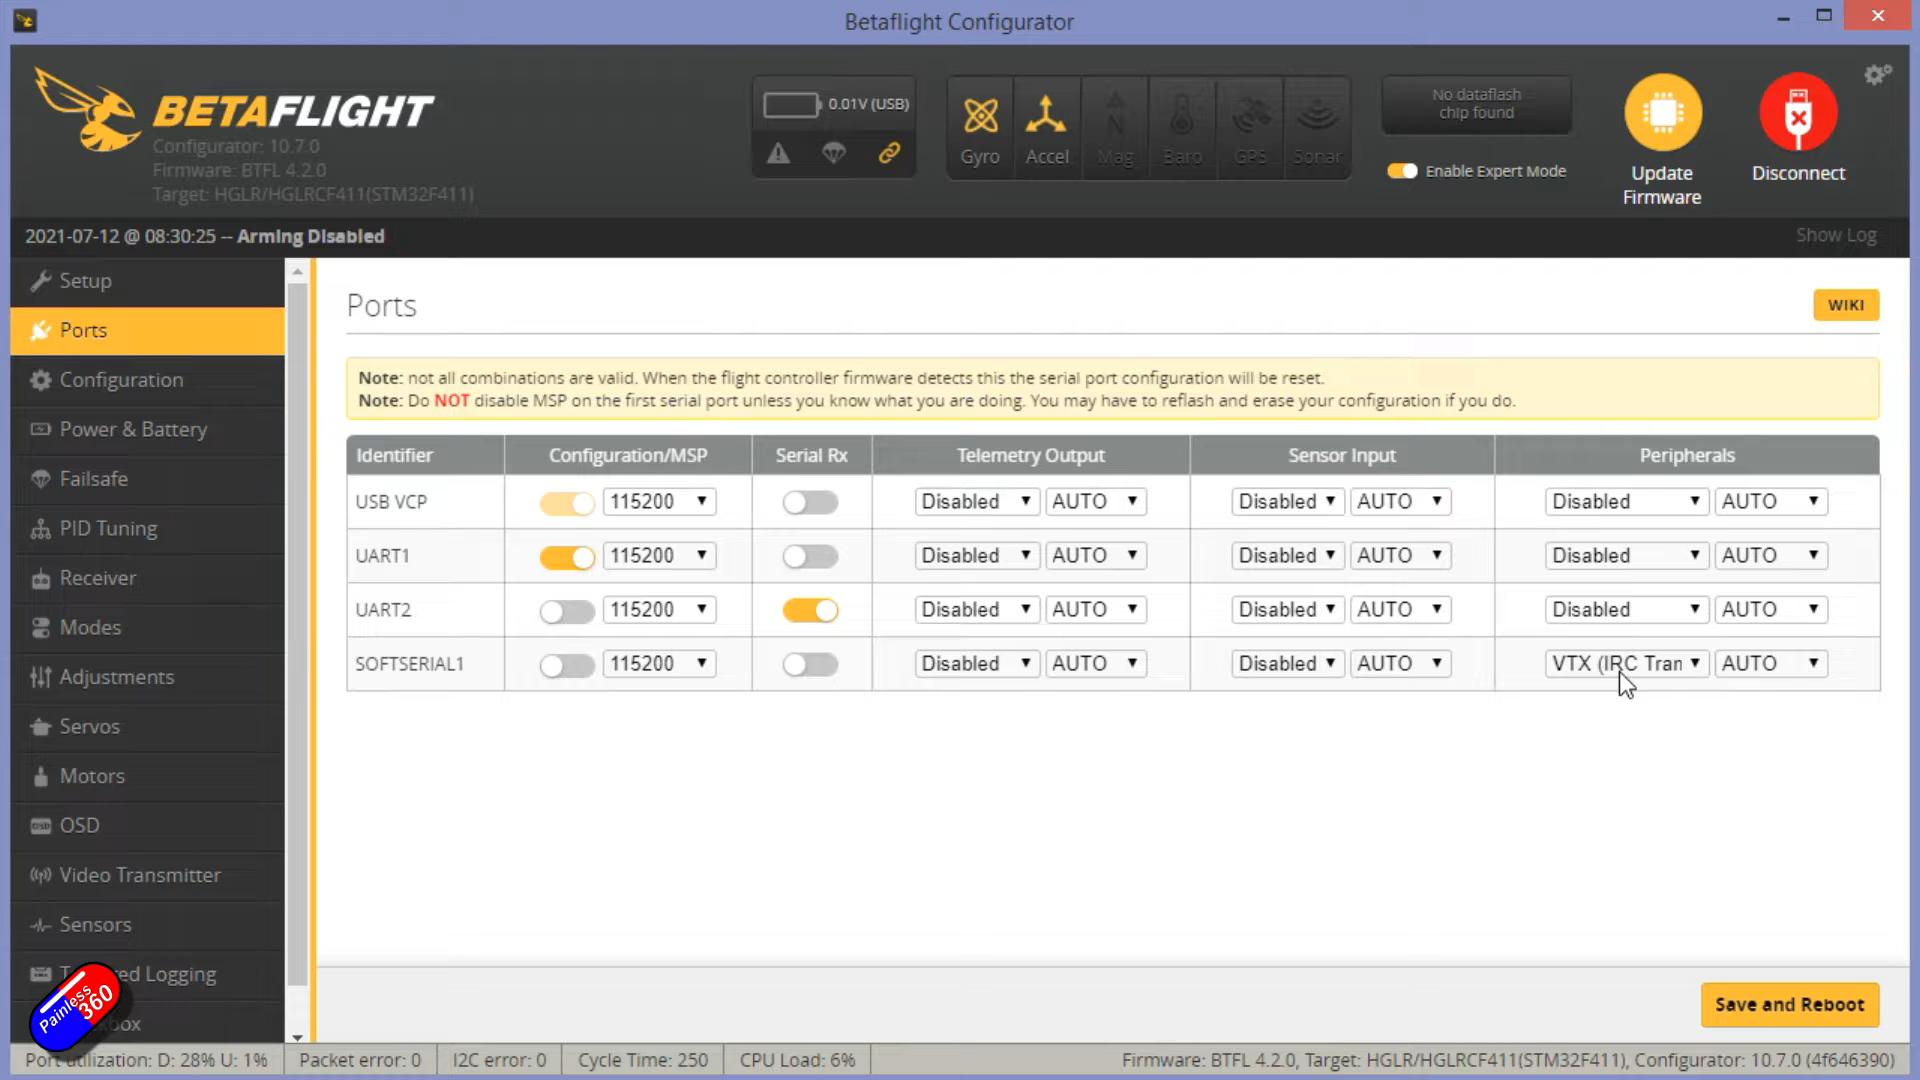 Betaflight Configurator
BETAFLIGHT
Configurator: 10.7.0
Firmware: BTFL 4.2.0
Target: HGLR/HGLRCF411(STM32F411)
0.01V (USB)
Gyro Accel Mag Baro GPS Sonar
No dataflash
chip found
Enable Expert Mode
Update
Firmware
Disconnect
2021-07-12 @ 08:30:25 -- Arming Disabled
Show Log
Setup
Ports
Configuration
Power & Battery
Failsafe
PID Tuning
Receiver
Modes
Adjustments
Servos
Motors
OSD
Video Transmitter
Sensors
Logging
Painless
360
Ports
WIKI
Note: not all combinations are valid. When the flight controller firmware detects this the serial port configuration will be reset.
Note: Do NOT disable MSP on the first serial port unless you know what you are doing. You may have to reflash and erase your configuration if you do.
Identifier Configuration/MSP Serial Rx Telemetry Output Sensor Input Peripherals
USB VCP 115200 Disabled AUTO Disabled AUTO Disabled AUTO
UART1 115200 Disabled AUTO Disabled AUTO Disabled AUTO
UART2 115200 Disabled AUTO Disabled AUTO Disabled AUTO
SOFTSERIAL1 115200 Disabled AUTO Disabled AUTO VTX (IRC Tran AUTO
Save and Reboot
Port utilization: D: 28% U: 1% Packet error: 0 I2C error: 0 Cycle Time: 250 CPU Load: 6% Firmware: BTFL 4.2.0, Target: HGLR/HGLRCF411(STM32F411), Configurator: 10.7.0 (4f646390)